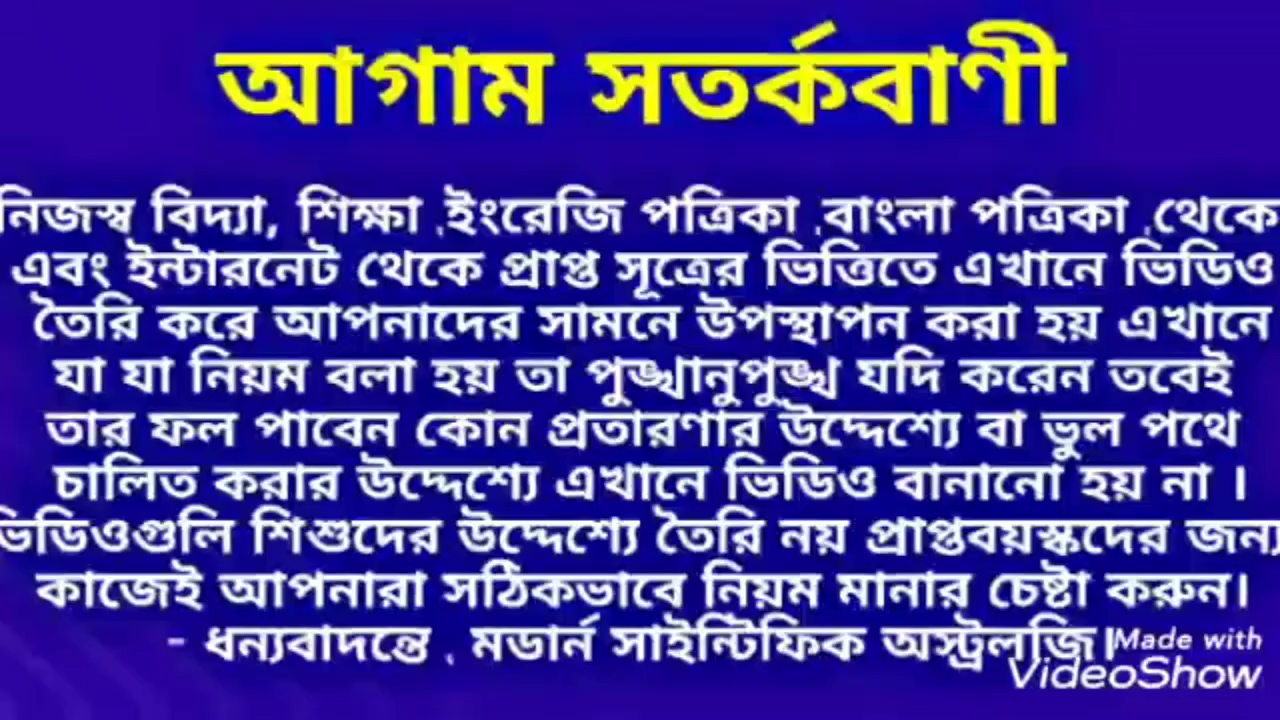 আগাম সতর্কবাণী
নিজস্ব বিদ্যা, শিক্ষা ,ইংরেজি পত্রিকা ,বাংলা পত্রিকা ,থেকে
এবং ইন্টারনেট থেকে প্রাপ্ত সূত্রের ভিত্তিতে এখানে ভিডিও
তৈরি করে আপনাদের সামনে উপস্থাপন করা হয় এখানে
যা যা নিয়ম বলা হয় তা পুঙ্খানুপুঙ্খ যদি করেন তবেই
তার ফল পাবেন কোন প্রতারণার উদ্দেশ্যে বা ভুল পথে
চালিত করার উদ্দেশ্যে এখানে ভিডিও বানানো হয় না ।
ভিডিওগুলি শিশুদের উদ্দেশ্যে তৈরি নয় প্রাপ্তবয়স্কদের জন্য
কাজেই আপনারা সঠিকভাবে নিয়ম মানার চেষ্টা করুন।
- ধন্যবাদন্তে , মডার্ন সাইন্টিফিক অস্ট্রলজি।
Made with
VideoShow